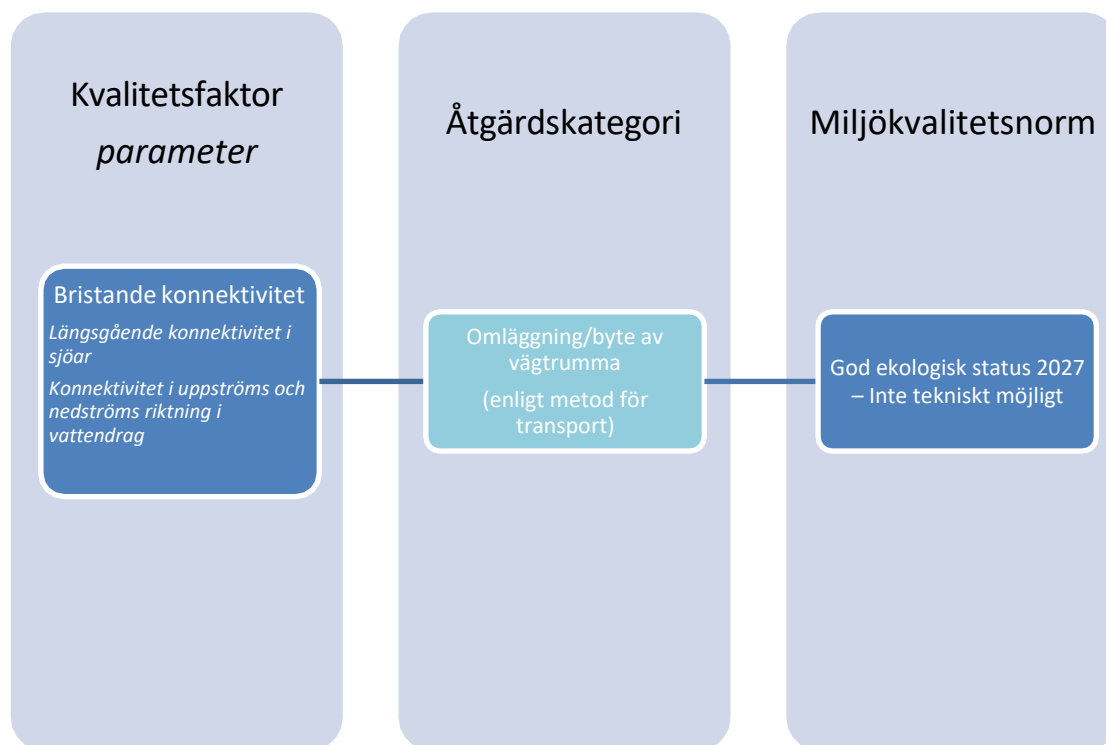 Kvalitetsfaktor
parameter
Bristande konnektivitet
Längsgående konnektivitet i
sjöar
Konnektivitet i uppströms och
nedströms riktning i
vattendrag
Åtgärdskategori
Omläggning/byte av
vägtrumma
(enligt metod för
transport)
Miljökvalitetsnorm
God ekologisk status 2027
– Inte tekniskt möjligt